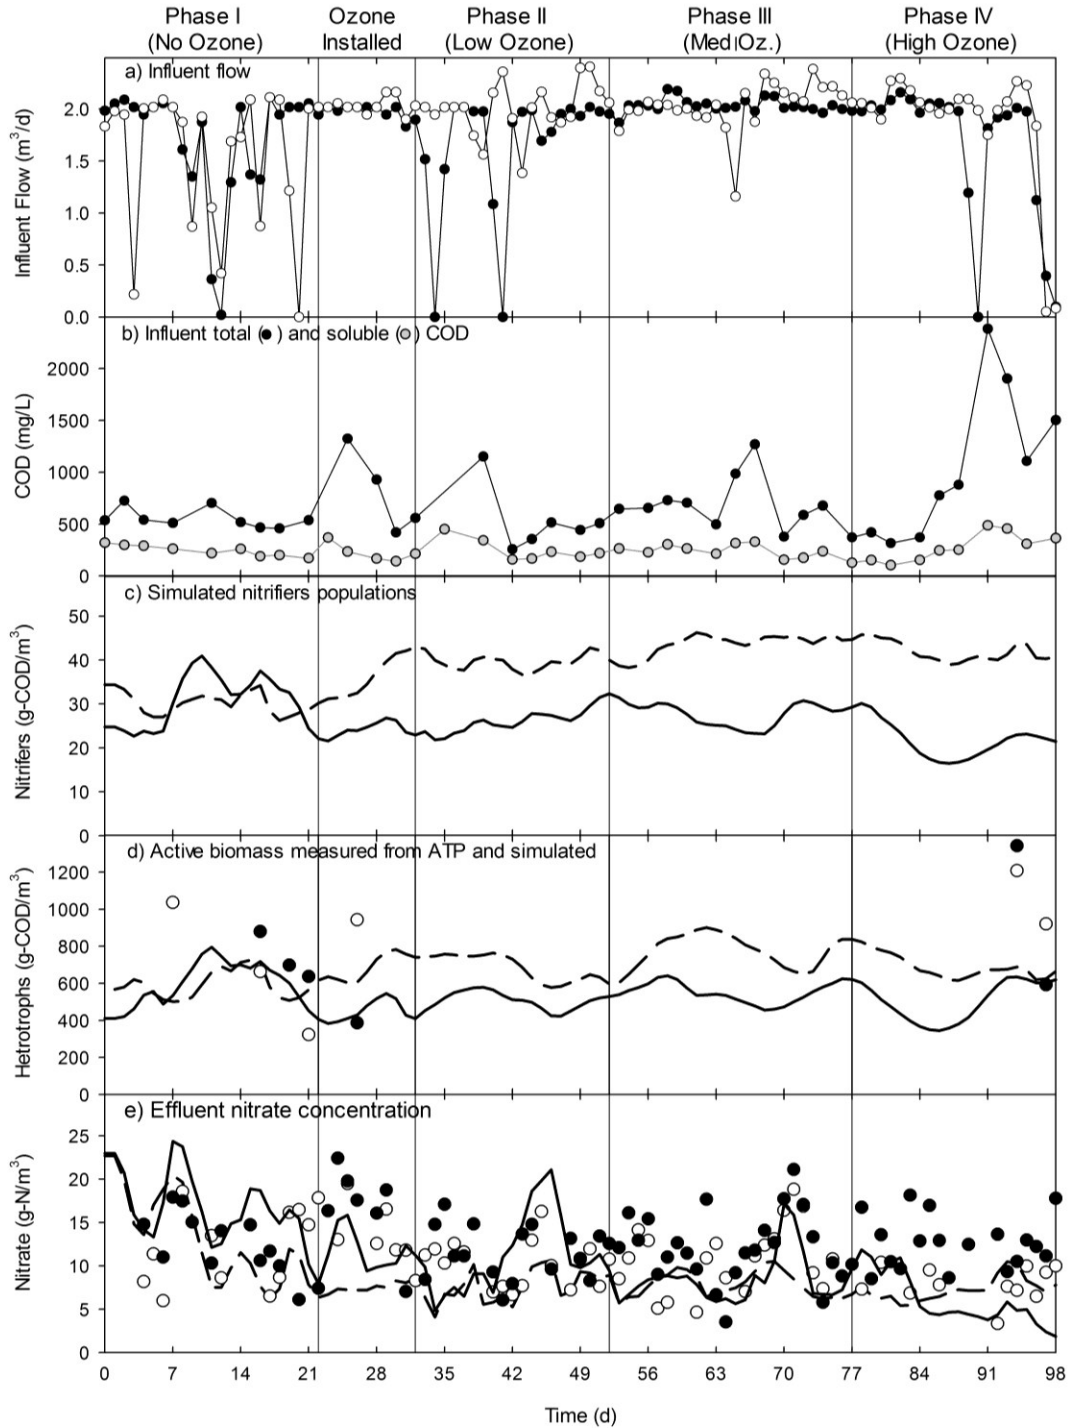 Phase I
(No Ozone)
Ozone
Installed
Phase II
(Low Ozone)
Phase III
(Med Oz.)
Phase IV
(High Ozone)
a) Influent flow
Influent Flow (m³/d)
2.0
1.5
1.0
0.5
0.0
b) Influent total (●) and soluble (○) COD
COD (mg/L)
2000
1500
1000
500
0
c) Simulated nitrifiers populations
Nitrifers (g-COD/m³)
50
40
30
20
10
0
d) Active biomass measured from ATP and simulated
Hetrotrophs (g-COD/m³)
1200
1000
800
600
400
200
0
e) Effluent nitrate concentration
Nitrate (g-N/m³)
25
20
15
10
5
0
0 7 14 21 28 35 42 49 56 63 70 77 84 91 98
Time (d)